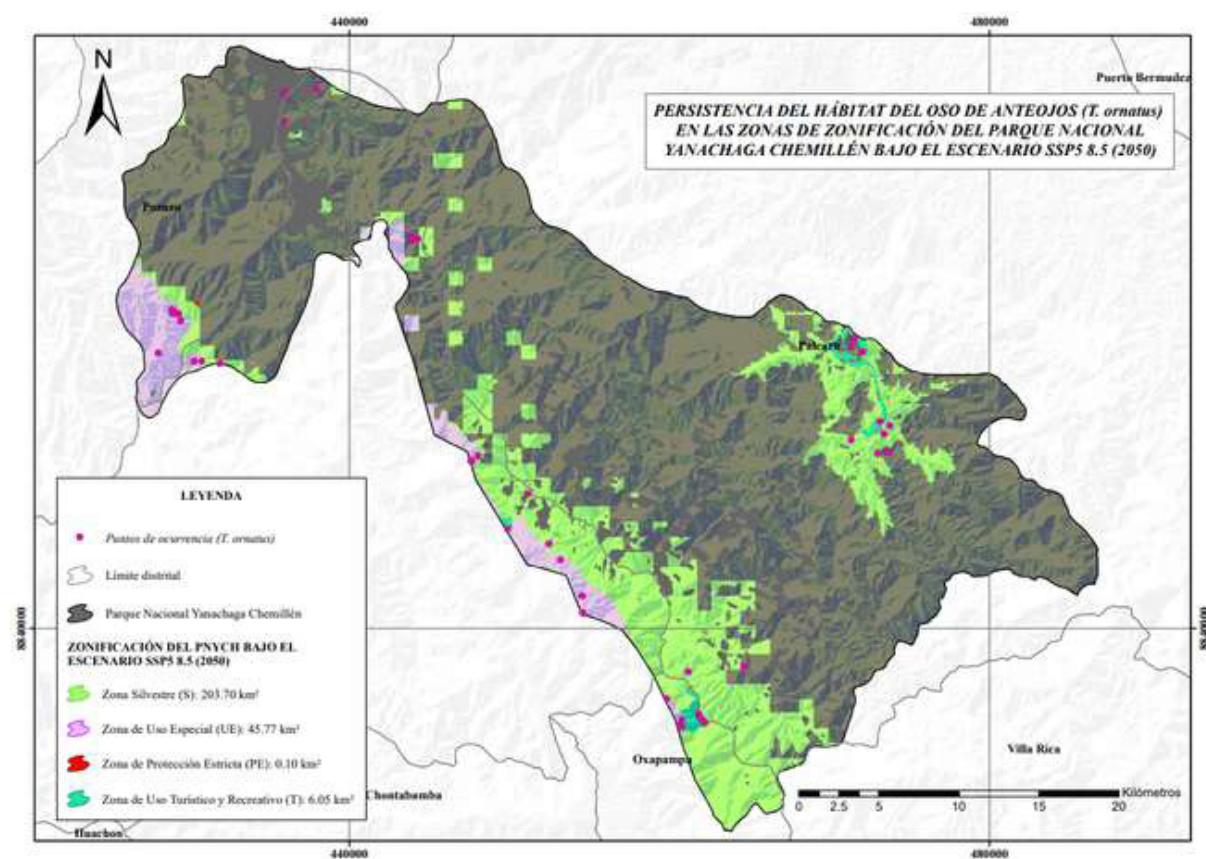 440000
480000
N
Puerto Bermudez
PERSISTENCIA DEL HÁBITAT DEL OSO DE ANTEOJOS (T. ornatus)
EN LAS ZONAS DE ZONIFICACIÓN DEL PARQUE NACIONAL
YANACHAGA CHEMILLÉN BAJO EL ESCENARIO SSP5 8.5 (2050)
Pozuzo
Palcazu
LEYENDA
Puntos de ocurrencia (T. ornatus)
Límite distrital
Parque Nacional Yanachaga Chemillén
ZONIFICACIÓN DEL PNYCH BAJO EL
ESCENARIO SSP5 8.5 (2050)
Zona Silvestre (S): 203.70 km²
Zona de Uso Especial (UE): 45.77 km²
Zona de Protección Estricta (PE): 0.10 km²
Zona de Uso Turístico y Recreativo (T): 6.05 km²
8840000
8840000
Oxapampa
Villa Rica
Chontabamba
Huachon
Kilómetros
0 2.5 5 10 15 20
440000
480000